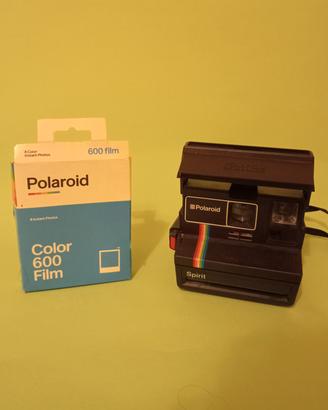 8 Color
Instant Photos
600 film
Polaroid
8 Instant Photos
Color
600
Film
Polaroid
Spirit